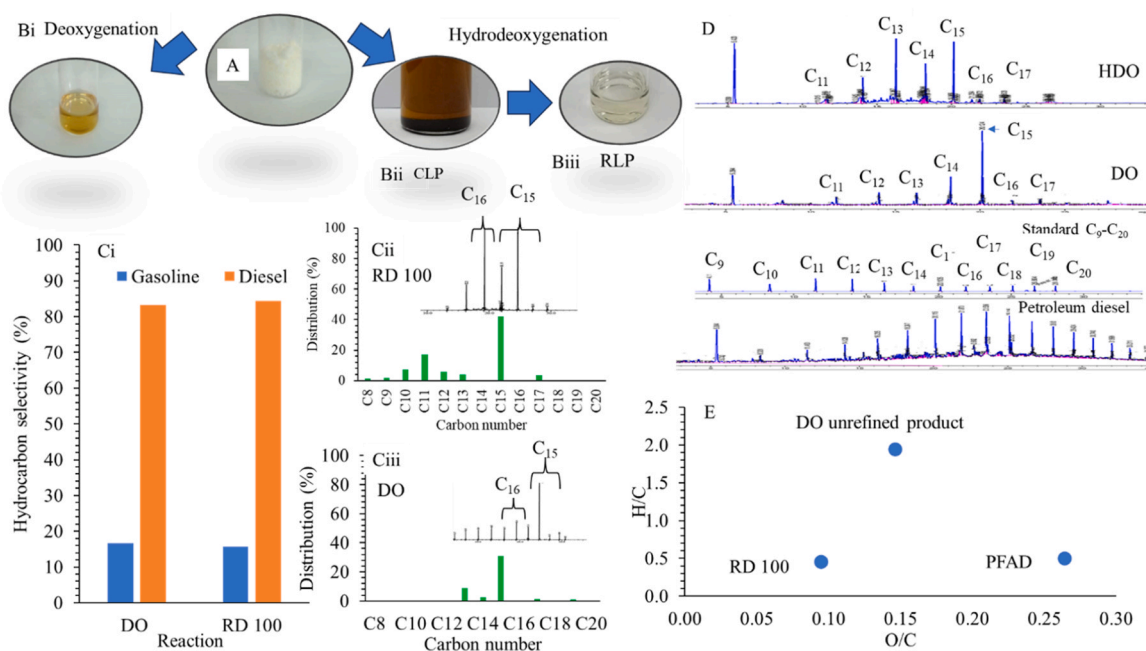 Bi Deoxygenation
A
Hydrodeoxygenation
Bii CLP
Biii RLP
Ci
Gasoline
Diesel
Hydrocarbon selectivity (%)
100
90
80
70
60
50
40
30
20
10
0
DO
RD 100
Reaction
Cii
RD 100
C16
C15
Distribution (%)
100
80
60
40
20
0
C8
C9
C10
C11
C12
C13
C14
C15
C16
C17
C18
C19
C20
Carbon number
Ciii
DO
C16
C15
Distribution (%)
100
80
60
40
20
0
C8 C10 C12 C14 C16 C18 C20
Carbon number
D
C11
C12
C13
C14
C15
C16
C17
HDO
C11
C12
C13
C14
C15
C16
C17
DO
Standard C9-C20
C9
C10
C11
C12
C13
C14
C1
C16
C17
C18
C19
C20
Petroleum diesel
E
H/C
2.5
2.0
1.5
1.0
0.5
0.0
DO unrefined product
RD 100
PFAD
0.00 0.05 0.10 0.15 0.20 0.25 0.30
O/C